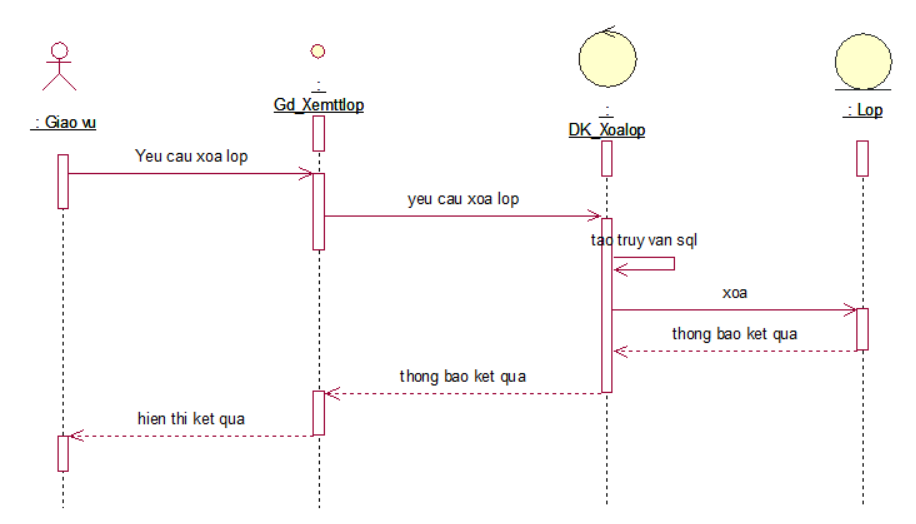 : Giao vu
:
Gd_Xemttlop
:
DK_Xoalop
: Lop
Yeu cau xoa lop
yeu cau xoa lop
tao truy van sql
xoa
thong bao ket qua
thong bao ket qua
hien thi ket qua